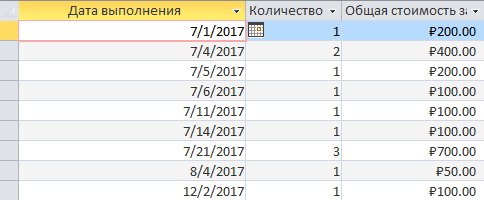 Дата выполнения Количество Общая стоимость за
7/1/2017 1 ₽200.00
7/4/2017 2 ₽400.00
7/5/2017 1 ₽200.00
7/6/2017 1 ₽100.00
7/11/2017 1 ₽100.00
7/14/2017 1 ₽100.00
7/21/2017 3 ₽700.00
8/4/2017 1 ₽50.00
12/2/2017 1 ₽100.00